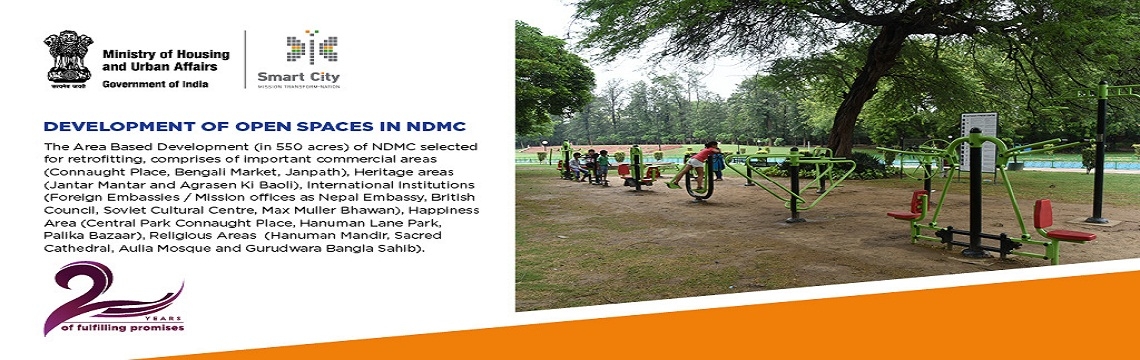 Ministry of Housing
and Urban Affairs
Government of India
सत्यमेव जयते
Smart City
MISSION TRANSFORM-NATION
DEVELOPMENT OF OPEN SPACES IN NDMC
The Area Based Development (in 550 acres) of NDMC selected
for retrofitting, comprises of important commercial areas
(Connaught Place, Bengali Market, Janpath), Heritage areas
(Jantar Mantar and Agrasen Ki Baoli), International Institutions
(Foreign Embassies / Mission offices as Nepal Embassy, British
Council, Soviet Cultural Centre, Max Muller Bhawan), Happiness
Area (Central Park Connaught Place, Hanuman Lane Park,
Palika Bazaar), Religious Areas (Hanuman Mandir, Sacred
Cathedral, Aulia Mosque and Gurudwara Bangla Sahib).
2 YEARS
of fulfilling promises